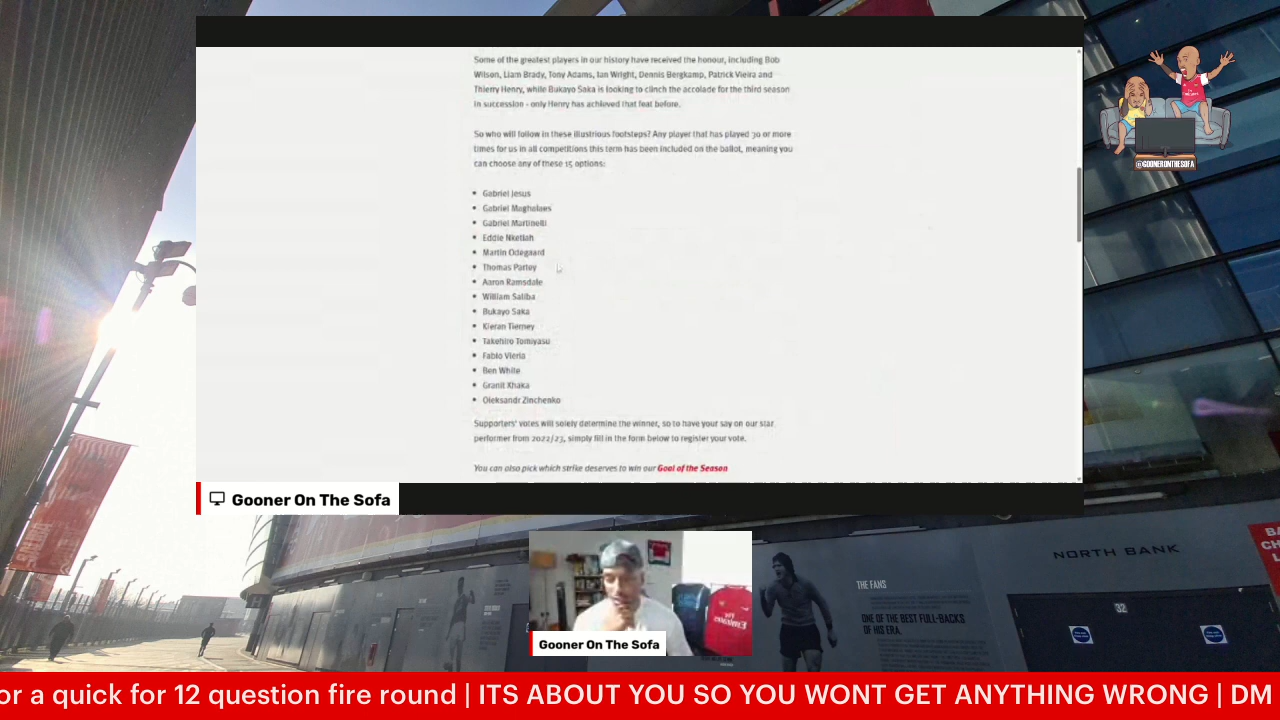 Some of the greatest players in our history have received the honour, including Bob
Wilson, Liam Brady, Tony Adams, Ian Wright, Dennis Bergkamp, Patrick Vieira and
Thierry Henry, while Bukayo Saka is looking to clinch the accolade for the third season
in succession - only Henry has achieved that feat before.
So who will follow in these illustrious footsteps? Any player that has played 30 or more
times for us in all competitions this term has been included on the ballot, meaning you
can choose any of these 15 options:
• Gabriel Jesus
• Gabriel Maghalaes
• Gabriel Martinelli
• Eddie Nketiah
• Martin Odegaard
• Thomas Partey
• Aaron Ramsdale
• William Saliba
• Bukayo Saka
• Kieran Tierney
• Takehiro Tomiyasu
• Fabio Vieria
• Ben White
• Granit Xhaka
• Oleksandr Zinchenko
Supporters' votes will solely determine the winner, so to have your say on our star
performer from 2022/23, simply fill in the form below to register your vote.
You can also pick which strike deserves to win our Goal of the Season
@GOONERONTHESOFA
Gooner On The Sofa
NORTH BANK
THE FANS
ONE OF THE BEST FULL-BACKS
OF HIS ERA.
32
Gooner On The Sofa
or a quick for 12 question fire round | ITS ABOUT YOU SO YOU WONT GET ANYTHING WRONG | DM